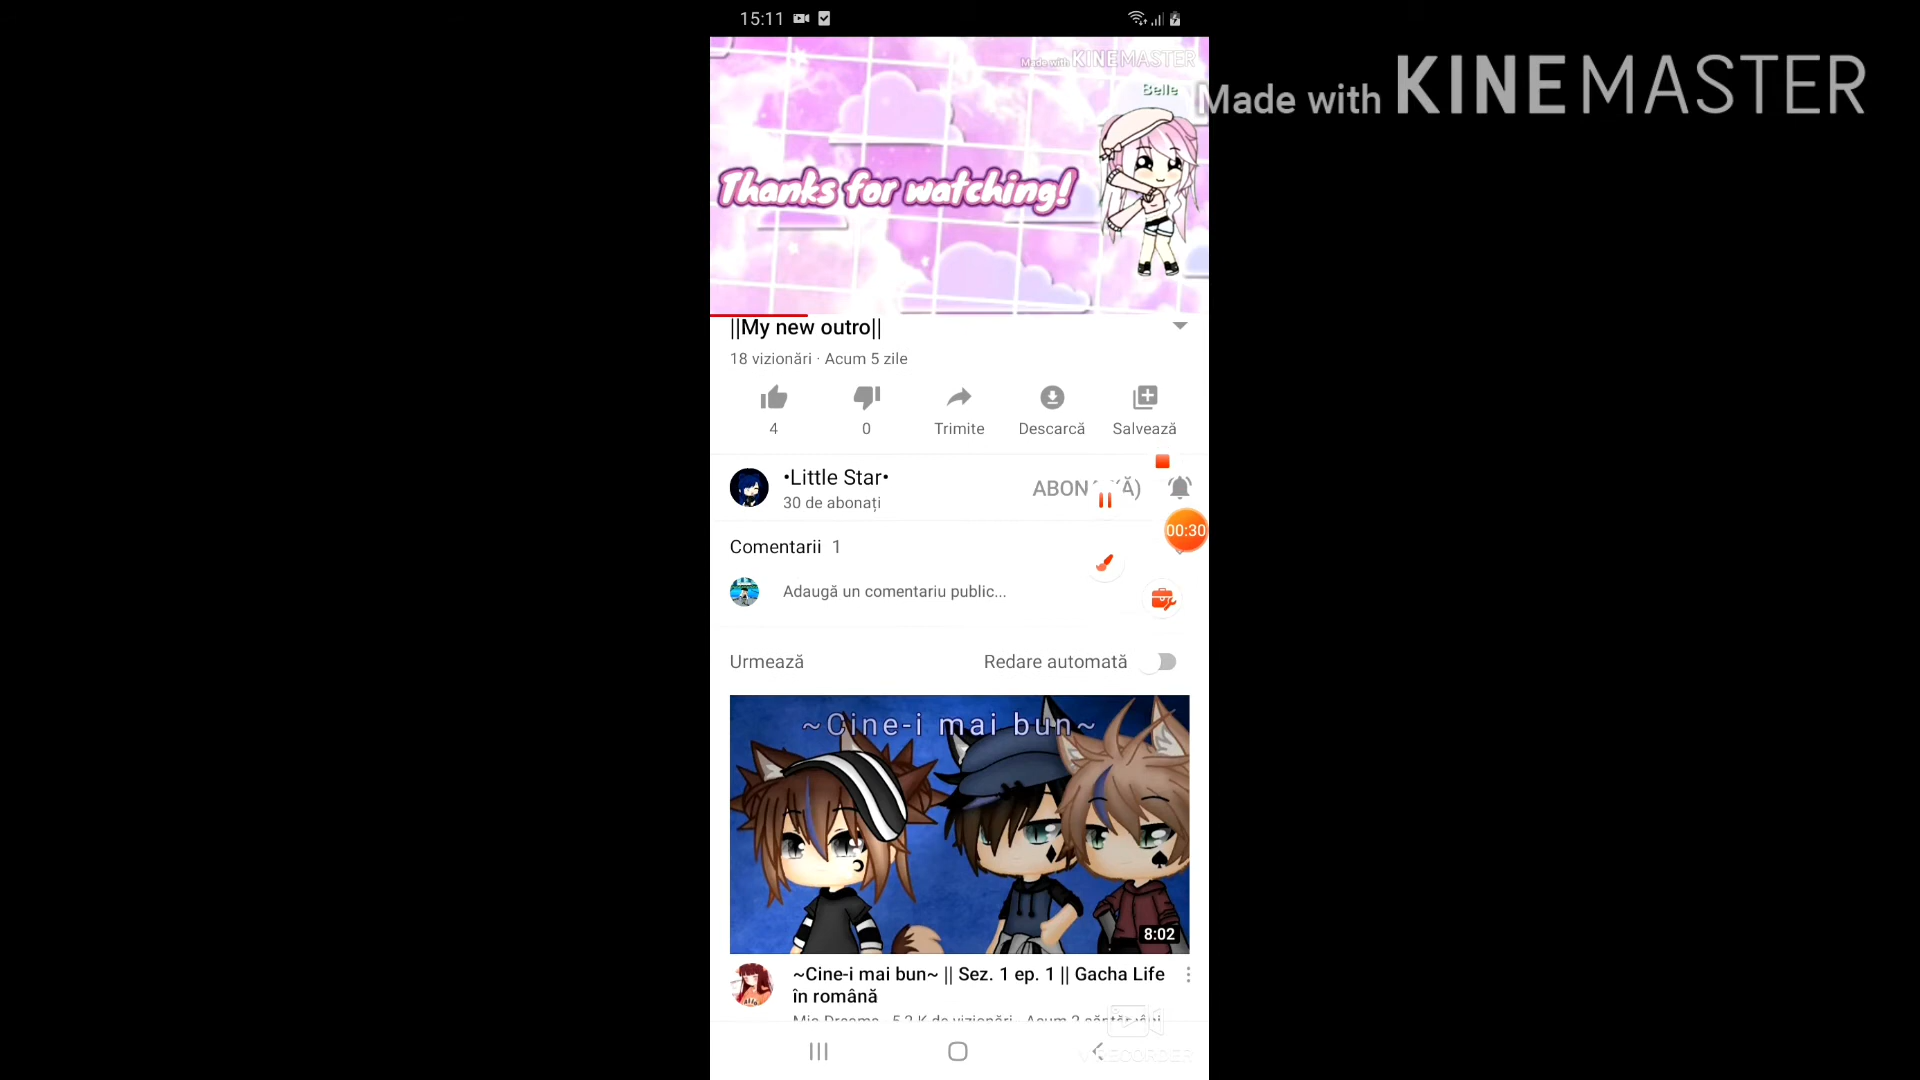 15:11
Made with KINEMASTER
Made with KINEMASTER
Belle
Thanks for watching!
||My new outro||
18 vizionări · Acum 5 zile
4
0
Trimite
Descarcă
Salvează
•Little Star•
30 de abonați
00:30
Comentarii 1
Adaugă un comentariu public...
Urmează
Redare automată
~Cine-i mai bun~
8:02
~Cine-i mai bun~ || Sez. 1 ep. 1 || Gacha Life
în română
RECORDER